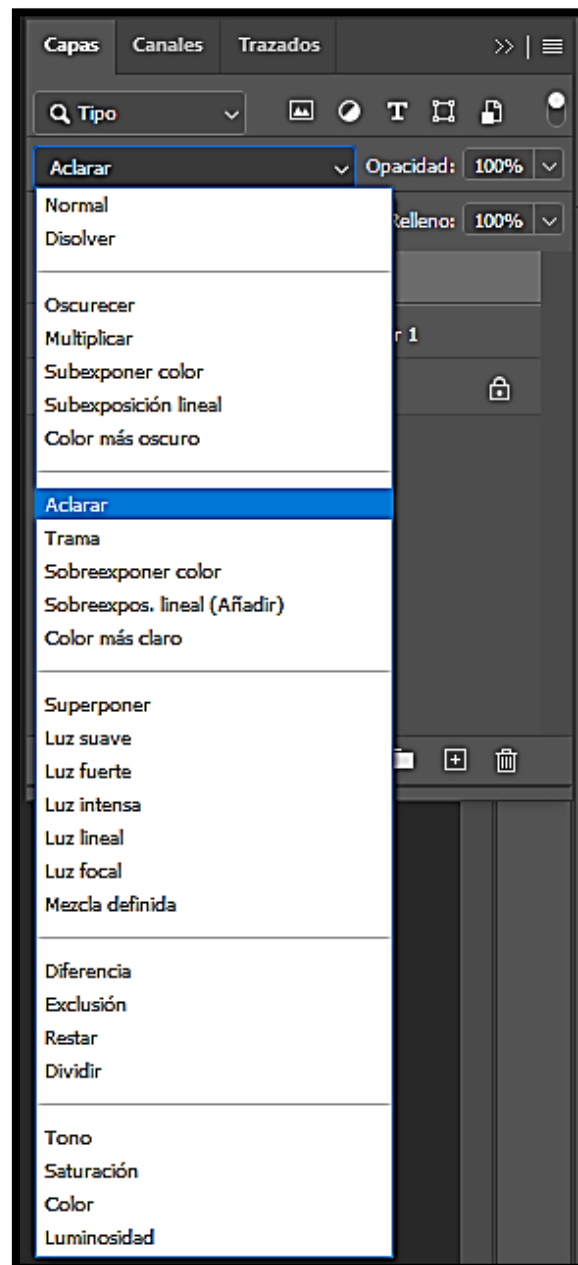 Capas Canales Trazados
Tipo
Aclarar Opacidad: 100%
Normal
Relleno: 100%
Disolver
Oscurecer
Multiplicar
r 1
Subexponer color
Subexposición lineal
Color más oscuro
Aclarar
Trama
Sobreexponer color
Sobreexpos. lineal (Añadir)
Color más claro
Superponer
Luz suave
Luz fuerte
Luz intensa
Luz lineal
Luz focal
Mezcla definida
Diferencia
Exclusión
Restar
Dividir
Tono
Saturación
Color
Luminosidad